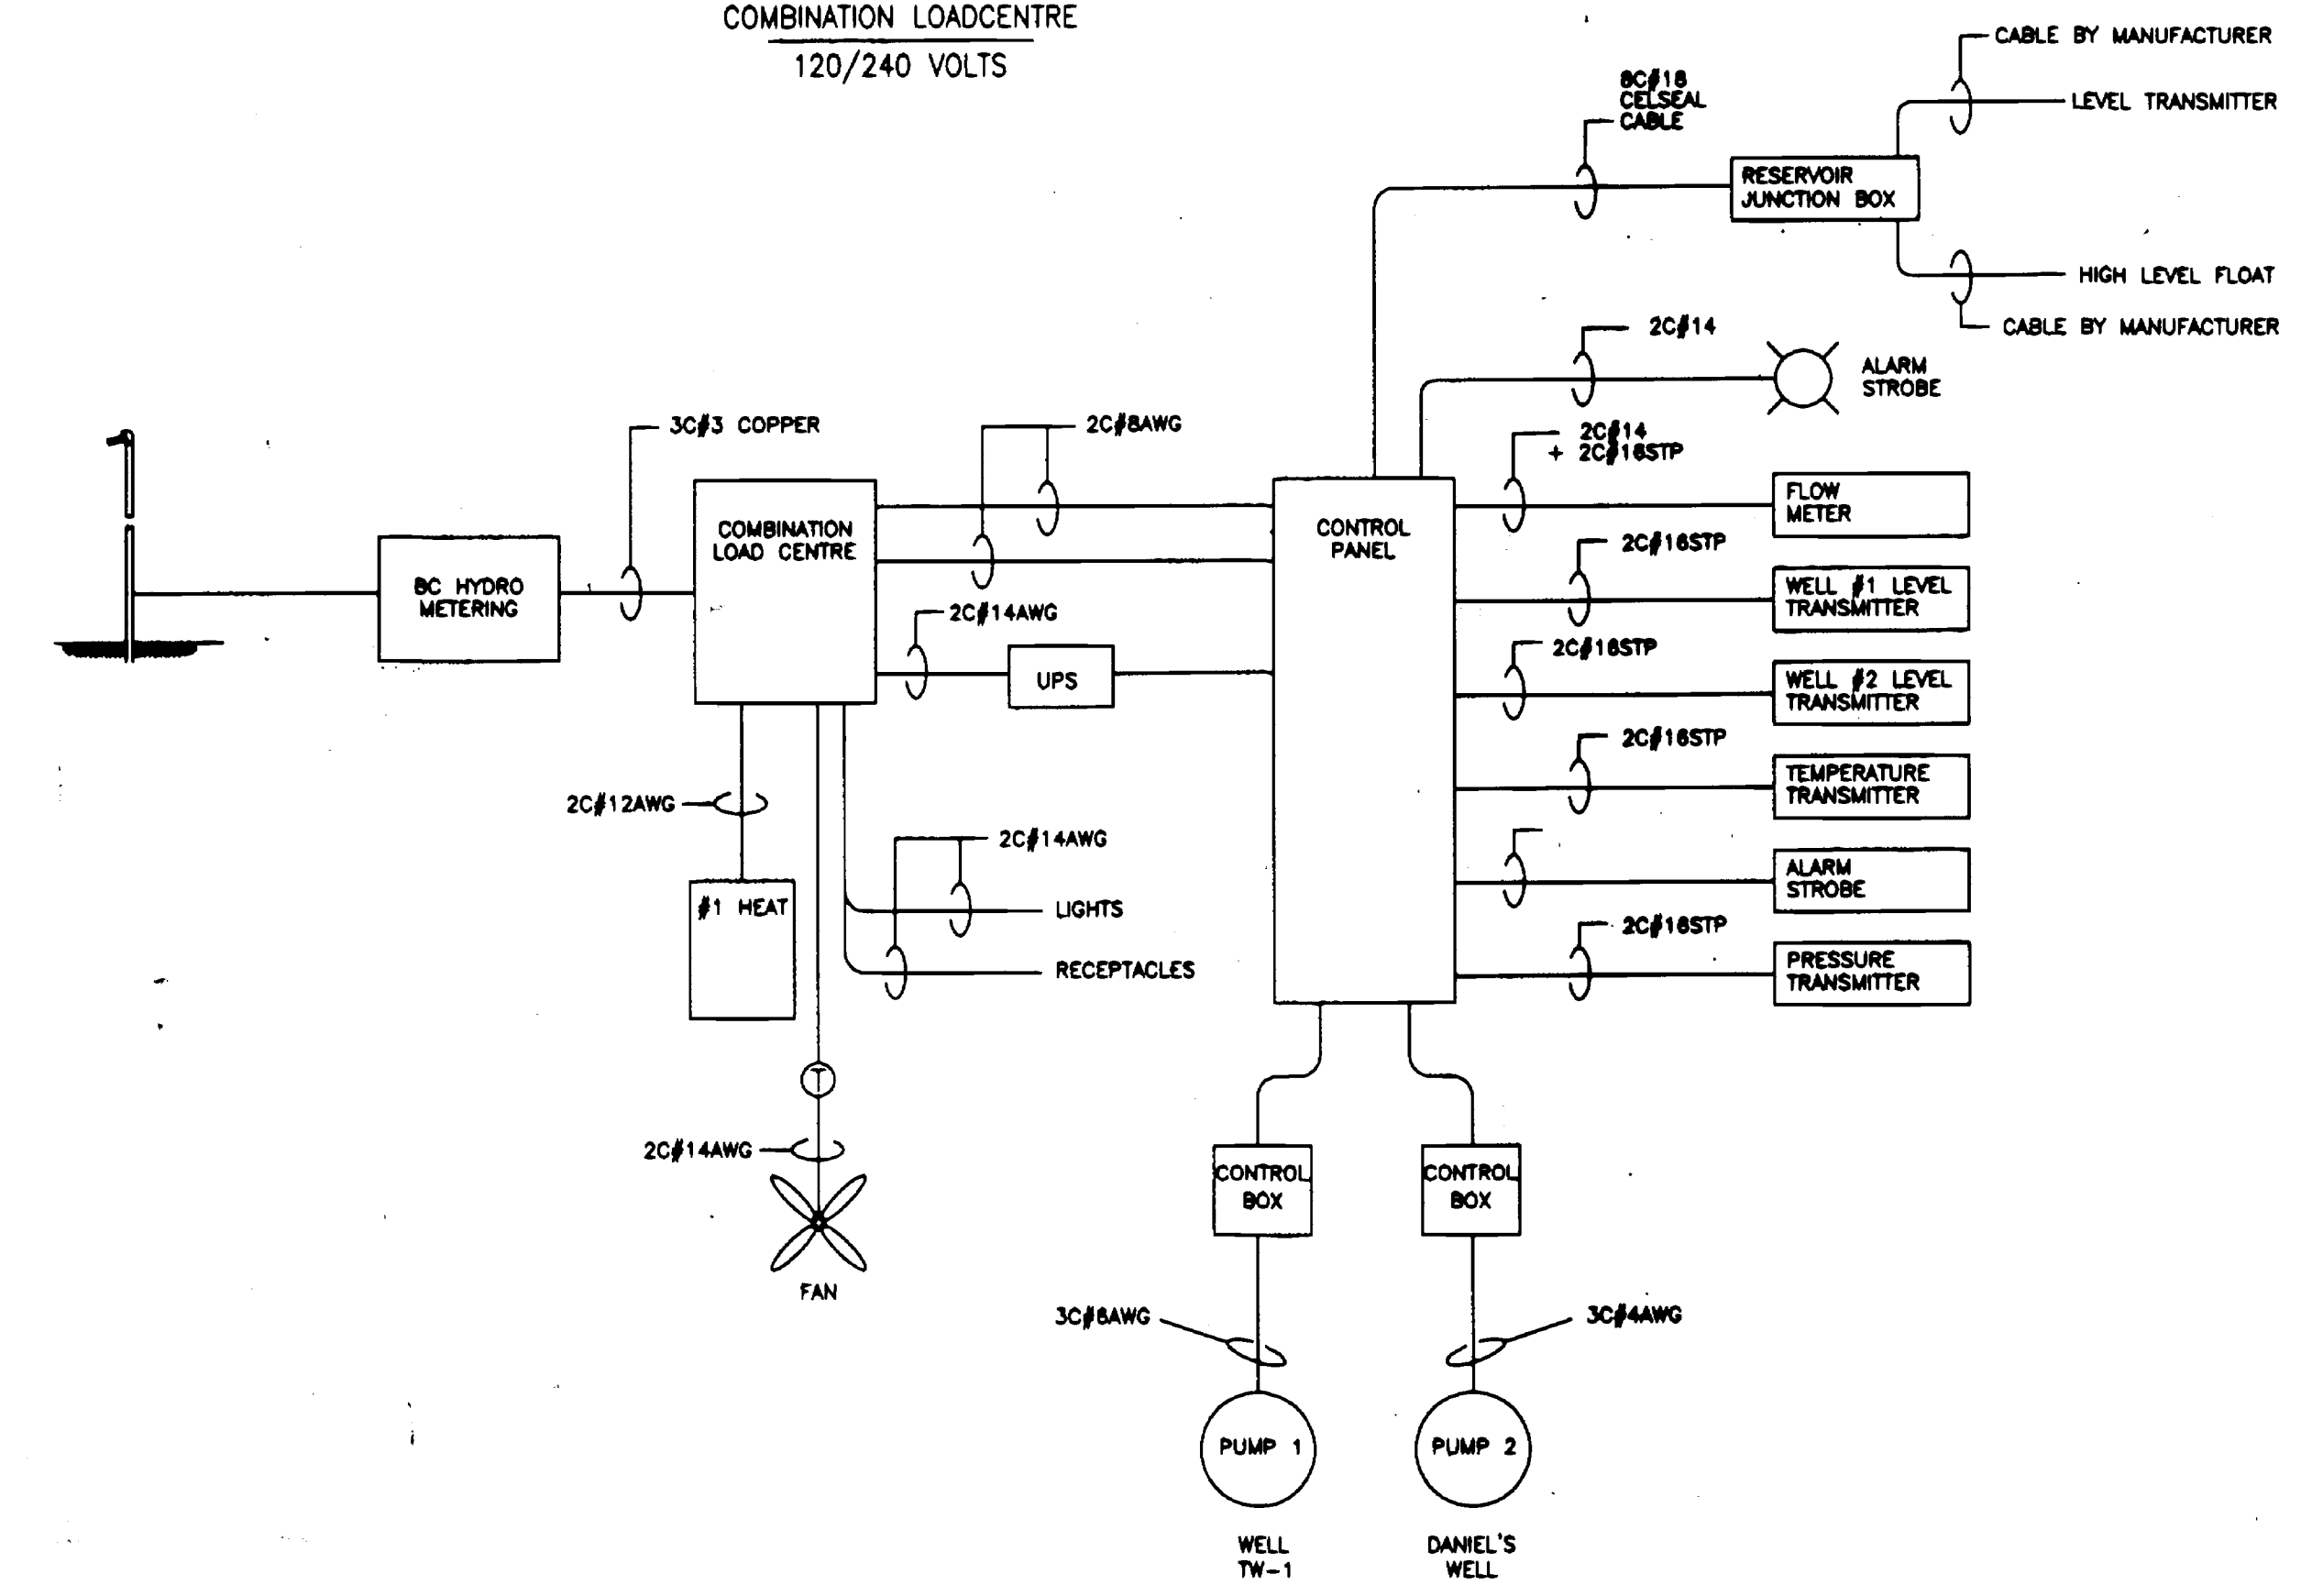 COMBINATION LOADCENTRE
120/240 VOLTS
CABLE BY MANUFACTURER
LEVEL TRANSMITTER
8C#18
CELSEAL
CABLE
RESERVOIR
JUNCTION BOX
HIGH LEVEL FLOAT
CABLE BY MANUFACTURER
2C#14
ALARM
STROBE
3C#3 COPPER
2C#8AWG
2C#14
+ 2C#18STP
COMBINATION
LOAD CENTRE
CONTROL
PANEL
FLOW
METER
BC HYDRO
METERING
2C#18STP
WELL #1 LEVEL
TRANSMITTER
2C#14AWG
UPS
2C#18STP
WELL #2 LEVEL
TRANSMITTER
2C#18STP
TEMPERATURE
TRANSMITTER
2C#12AWG
2C#14AWG
ALARM
STROBE
#1 HEAT
LIGHTS
RECEPTACLES
2C#18STP
PRESSURE
TRANSMITTER
T
2C#14AWG
FAN
CONTROL
BOX
CONTROL
BOX
3C#4AWG
PUMP 1
PUMP 2
WELL
TW-1
DANIEL'S
WELL